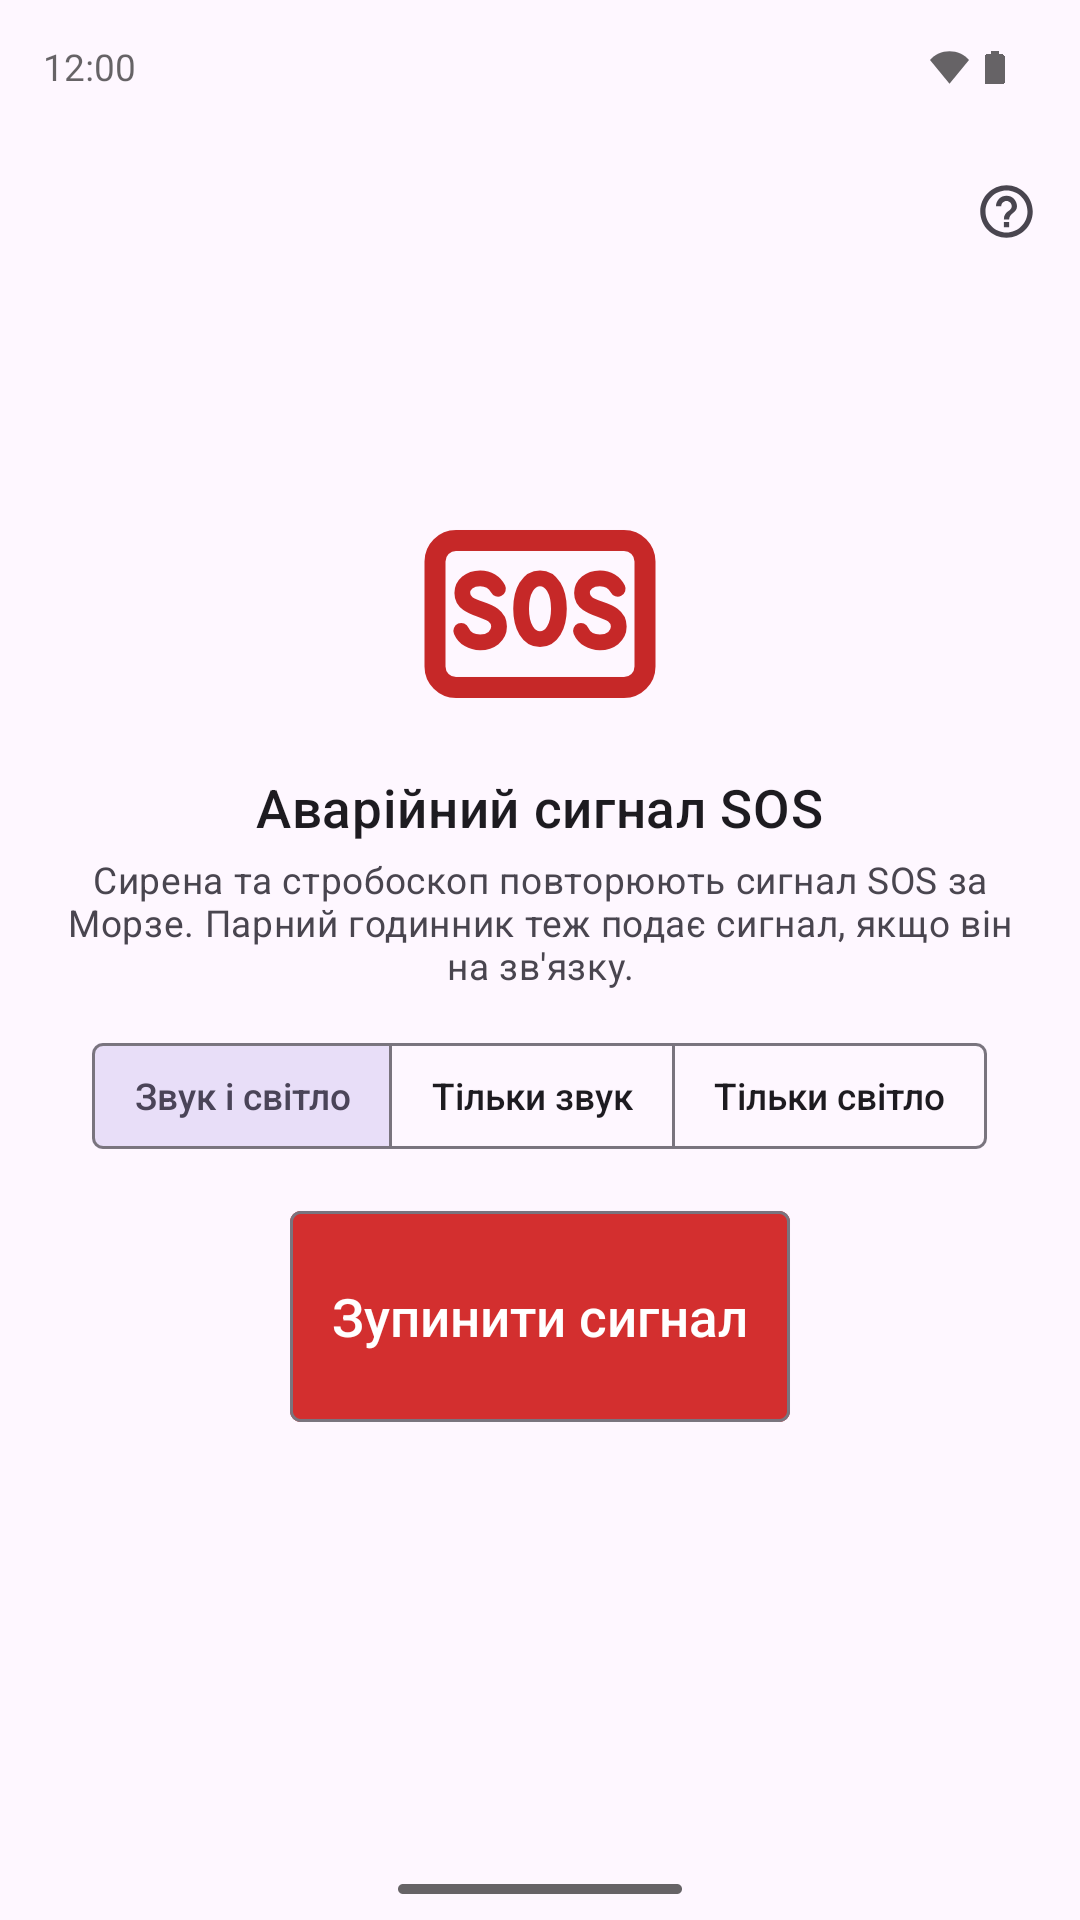 12:00
SOS
Аварійний сигнал SOS
Сирена та стробоскоп повторюють сигнал SOS за
Морзе. Парний годинник теж подає сигнал, якщо він
на зв'язку.
Звук і світло
Тільки звук
Тільки світло
Зупинити сигнал